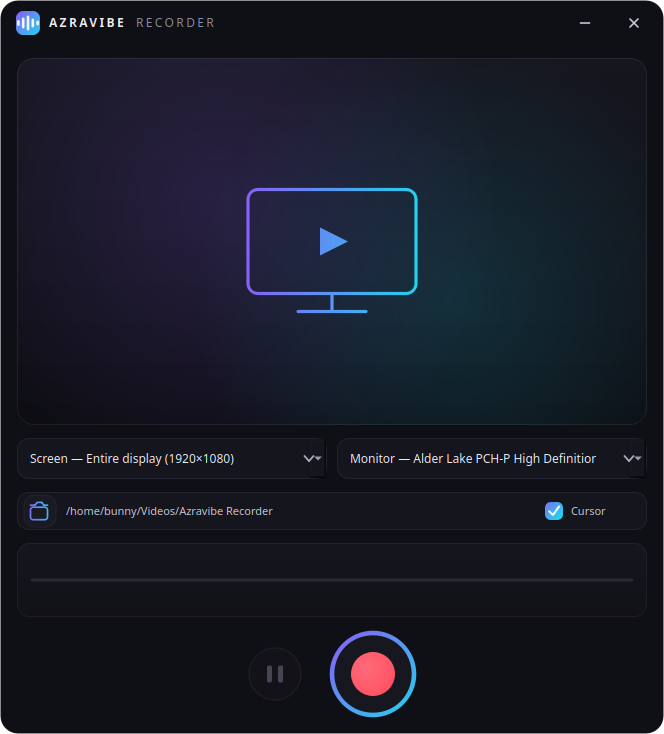 AZRAVIBE RECORDER
Screen — Entire display (1920×1080)
Monitor — Alder Lake PCH-P High Definitior
/home/bunny/Videos/Azravibe Recorder
Cursor